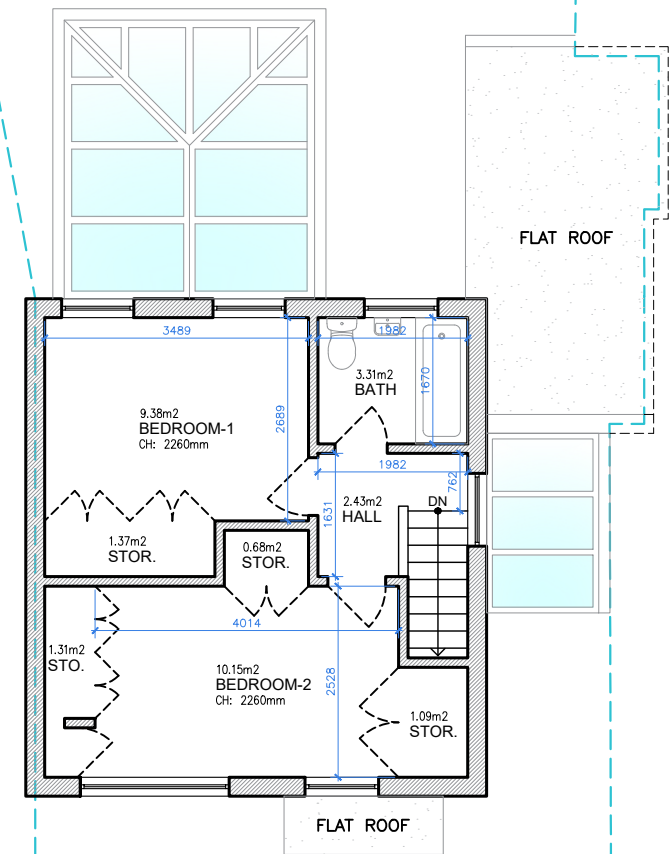 FLAT ROOF
3489
1982
3.31m2
BATH
1670
9.38m2
BEDROOM-1
CH: 2260mm
2689
1982
762
2.43m2
HALL
DN
1631
1.37m2
STOR.
0.68m2
STOR.
4014
1.31m2
STO.
10.15m2
BEDROOM-2
CH: 2260mm
2528
1.09m2
STOR.
FLAT ROOF